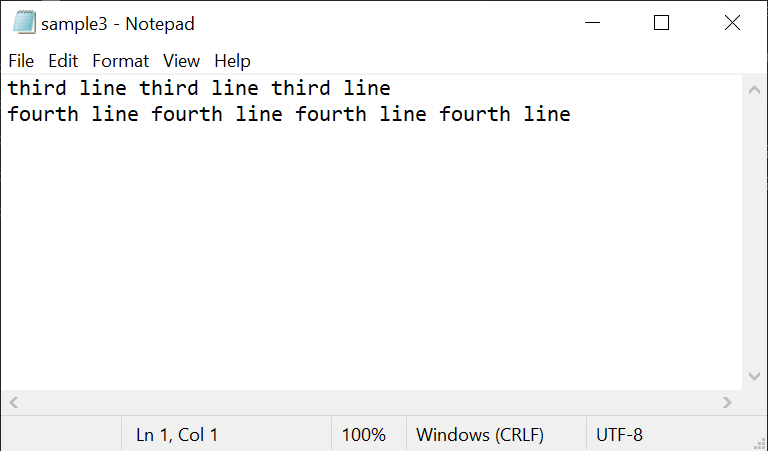 sample3 - Notepad
File Edit Format View Help
third line third line third line
fourth line fourth line fourth line fourth line
Ln 1, Col 1 100% Windows (CRLF) UTF-8